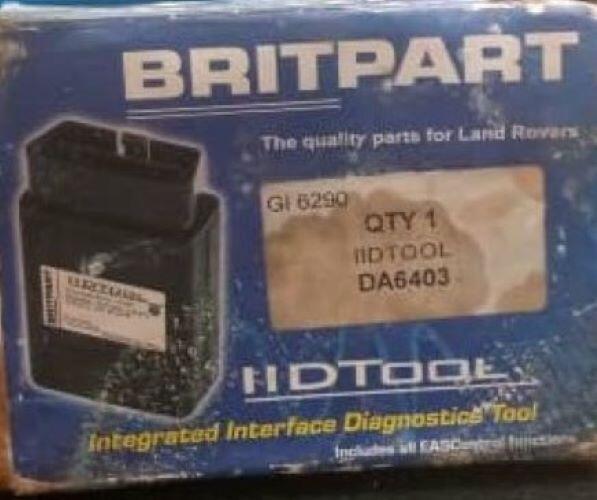 BRITPART
The quality parts for Land Rovers
GI 6290
QTY 1
IIDTOOL
DA6403
BRITPART
IIDTOOL
Integrated Interface Diagnostics Tool
Includes all EASControl functions